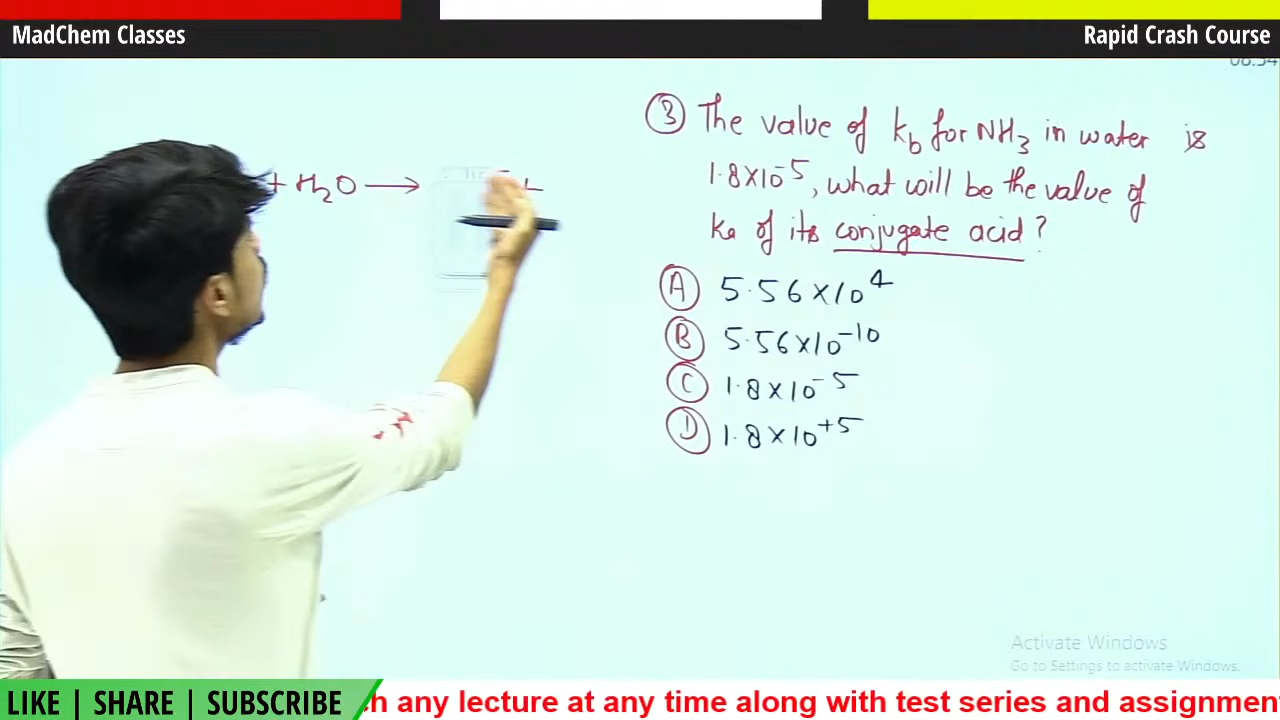 MadChem Classes
Rapid Crash Course
+ H₂O ⟶
+
③ The value of kb for NH₃ in water is
1.8×10⁻⁵, what will be the value of
ka of its conjugate acid?
Ⓐ 5.56×10⁴
Ⓑ 5.56×10⁻¹⁰
Ⓒ 1.8×10⁻⁵
Ⓓ 1.8×10⁺⁵
Activate Windows
Go to Settings to activate Windows.
LIKE | SHARE | SUBSCRIBE
any lecture at any time along with test series and